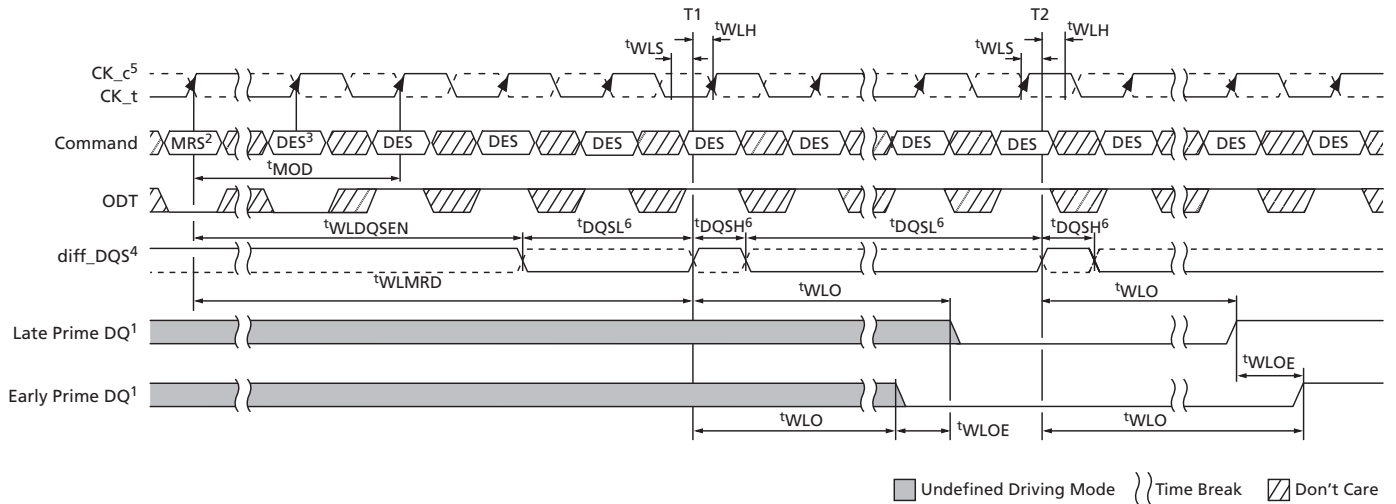 T1 T2
tWLH tWLH
tWLS tWLS
CK_c5
CK_t
Command MRS2 DES3 DES DES DES DES DES DES DES DES DES DES
tMOD
ODT
tWLDQSEN tDQSL6 tDQSH6 tDQSL6 tDQSH6
diff_DQS4
tWLMRD tWLO tWLO
Late Prime DQ1
tWLOE
Early Prime DQ1
tWLO tWLOE tWLO
Undefined Driving Mode Time Break Don't Care